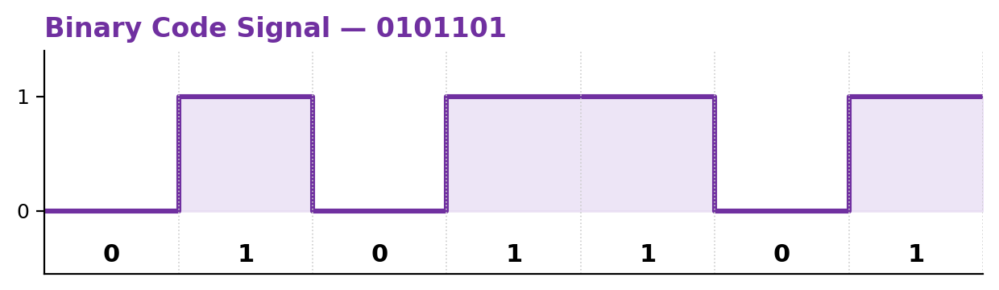 Binary Code Signal — 0101101
1
0
0 1 0 1 1 0 1